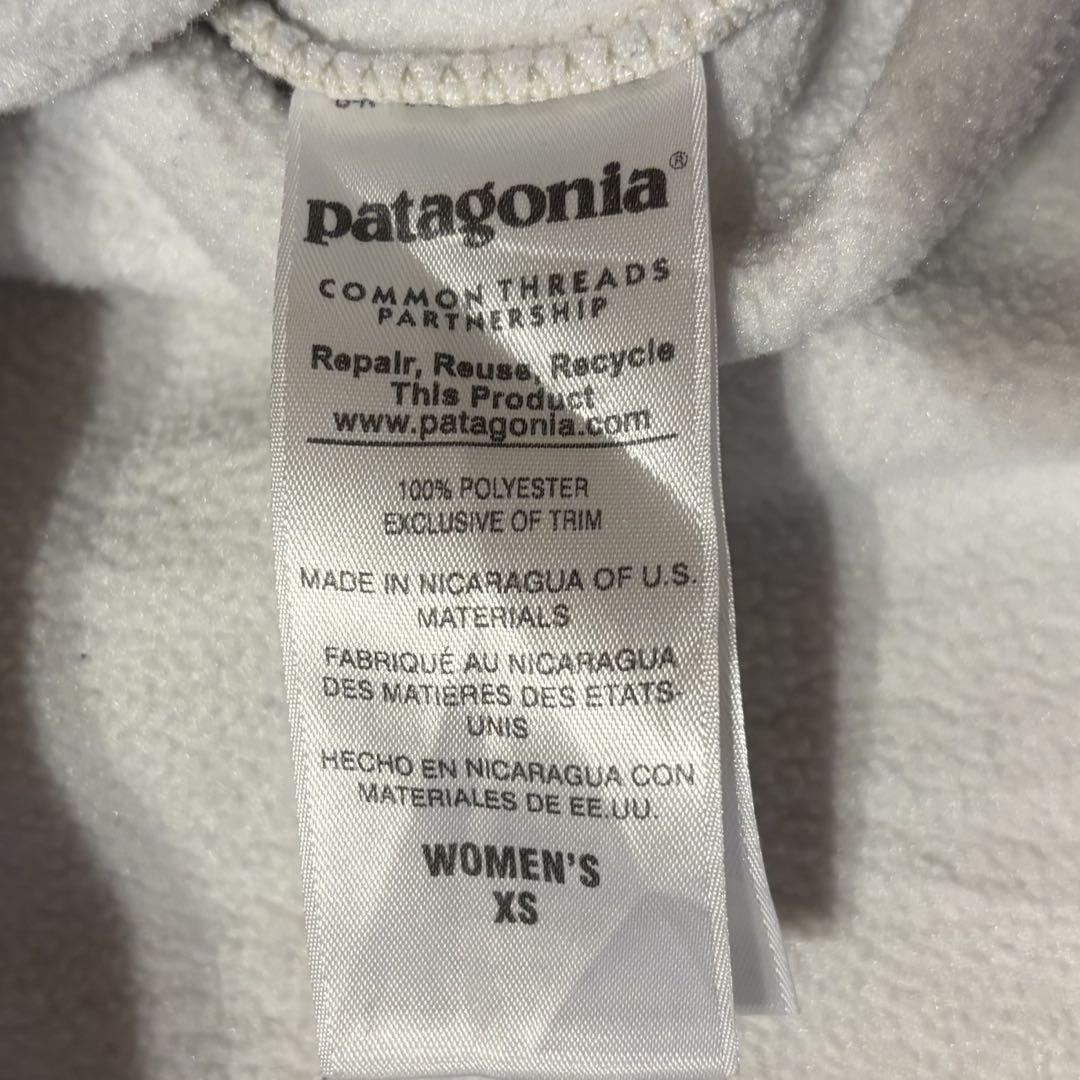 patagonia®
COMMON THREADS
PARTNERSHIP
Repair, Reuse, Recycle
This Product
www.patagonia.com
100% POLYESTER
EXCLUSIVE OF TRIM
MADE IN NICARAGUA OF U.S.
MATERIALS
FABRIQUÉ AU NICARAGUA
DES MATIERES DES ETATS-
UNIS
HECHO EN NICARAGUA CON
MATERIALES DE EE.UU.
WOMEN'S
XS